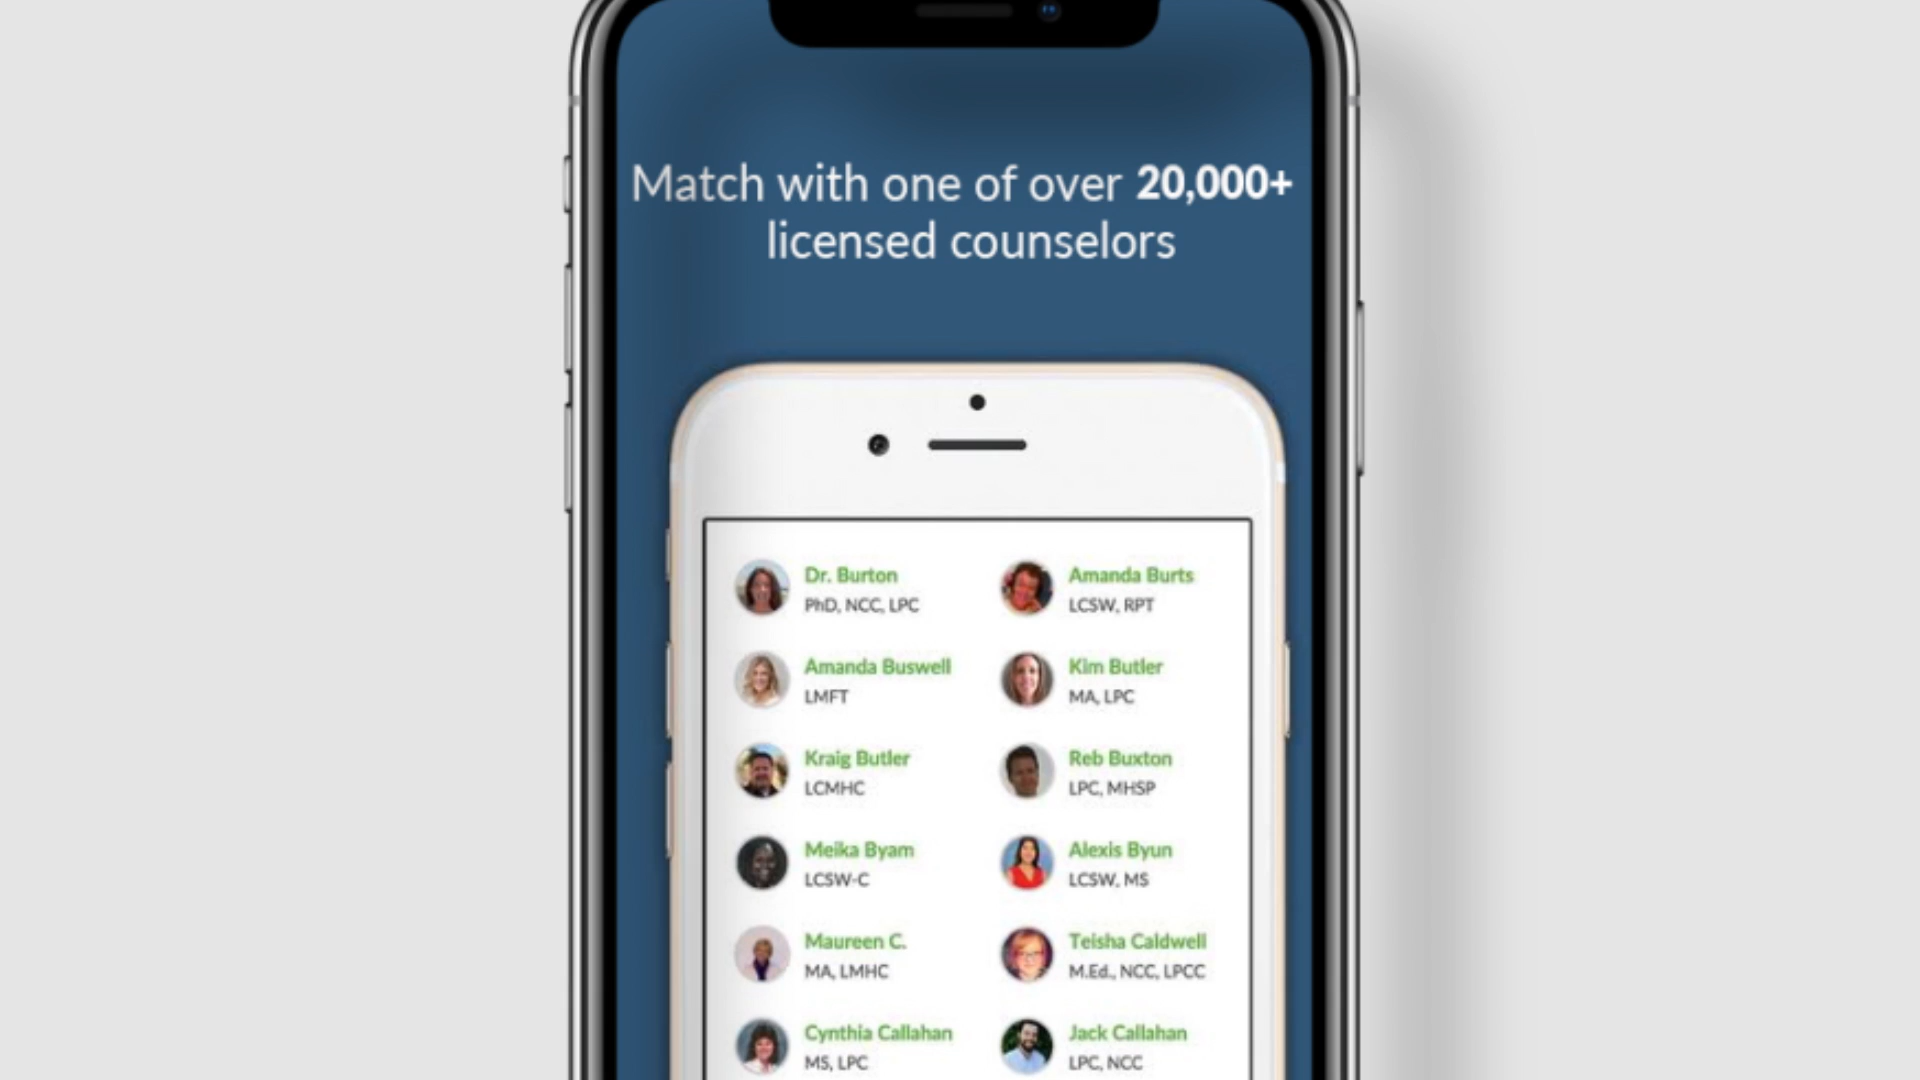 Match with one of over 20,000+
licensed counselors
Dr. Burton
PhD, NCC, LPC
Amanda Burts
LCSW, RPT
Amanda Buswell
LMFT
Kim Butler
MA, LPC
Kraig Butler
LCMHC
Reb Buxton
LPC, MHSP
Meika Byam
LCSW-C
Alexis Byun
LCSW, MS
Maureen C.
MA, LMHC
Teisha Caldwell
M.Ed., NCC, LPCC
Cynthia Callahan
MS, LPC
Jack Callahan
LPC, NCC